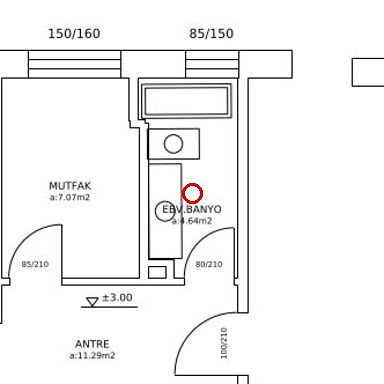 150/160
85/150
MUTFAK
a:7.07m2
EBV.BANYO
a:4.64m2
85/210
80/210
±3.00
ANTRE
a:11.29m2
100/210